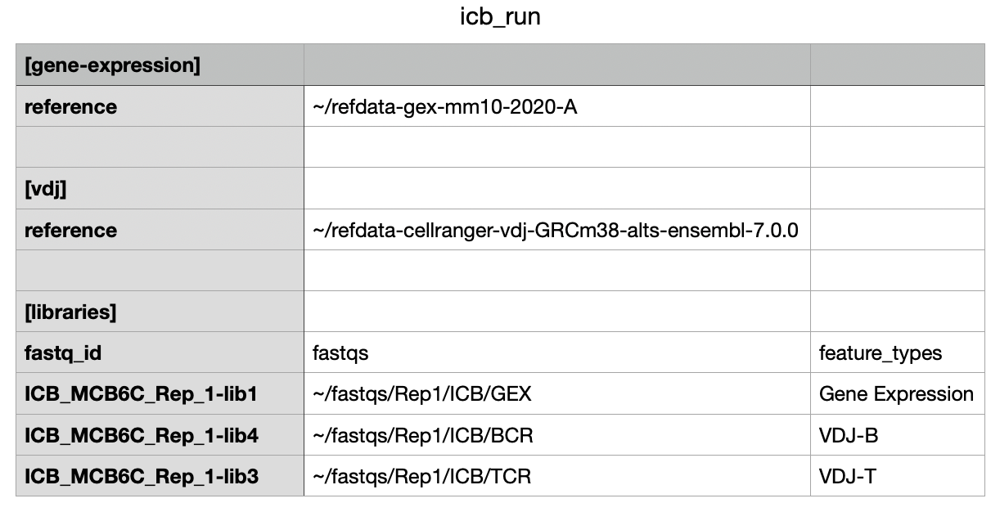 icb_run
[gene-expression]
reference ~/refdata-gex-mm10-2020-A
[vdj]
reference ~/refdata-cellranger-vdj-GRCm38-alts-ensembl-7.0.0
[libraries]
fastq_id fastqs feature_types
ICB_MCB6C_Rep_1-lib1 ~/fastqs/Rep1/ICB/GEX Gene Expression
ICB_MCB6C_Rep_1-lib4 ~/fastqs/Rep1/ICB/BCR VDJ-B
ICB_MCB6C_Rep_1-lib3 ~/fastqs/Rep1/ICB/TCR VDJ-T